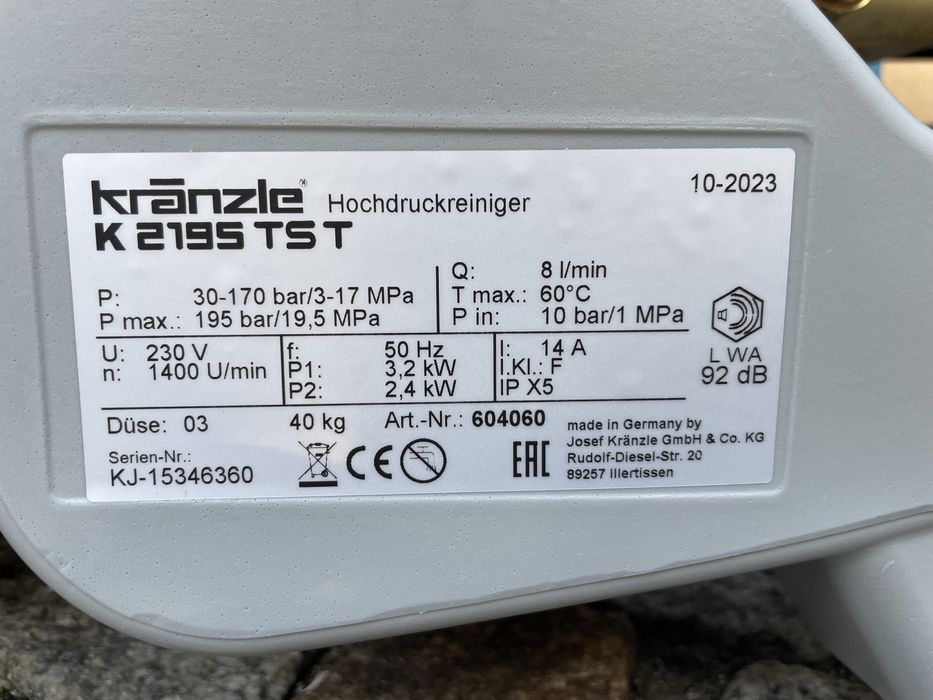 kränzle® Hochdruckreiniger 10-2023
K 2195 TS T
P: 30-170 bar/3-17 MPa
P max.: 195 bar/19,5 MPa
Q: 8 l/min
T max.: 60°C
P in: 10 bar/1 MPa
U: 230 V
n: 1400 U/min
f: 50 Hz
P1: 3,2 kW
P2: 2,4 kW
I: 14 A
I.Kl.: F
IP X5
L WA
92 dB
Düse: 03 40 kg Art.-Nr.: 604060
Serien-Nr.:
KJ-15346360
CE
EAC
made in Germany by
Josef Kränzle GmbH & Co. KG
Rudolf-Diesel-Str. 20
89257 Illertissen